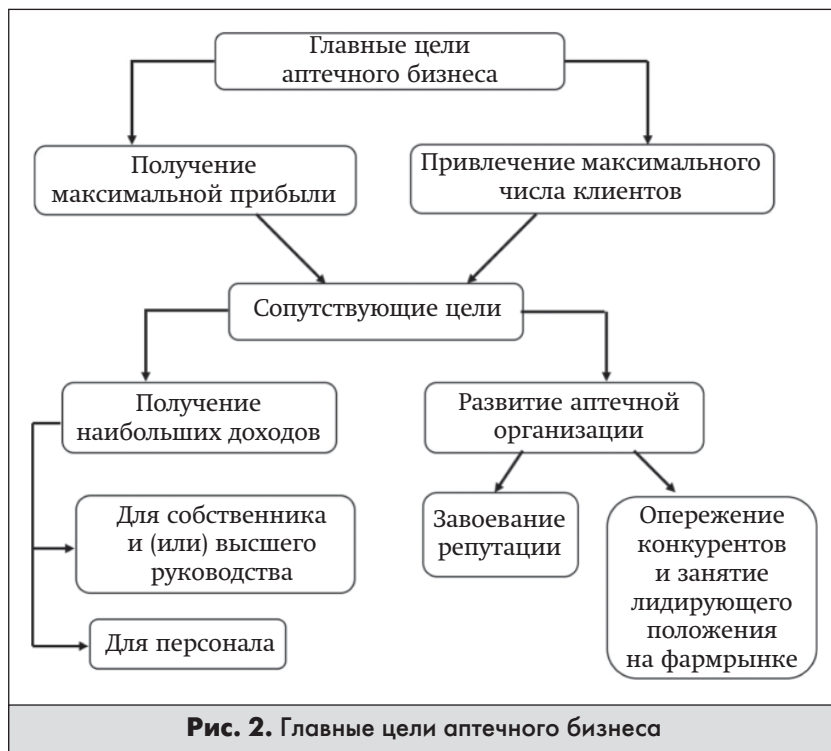 Главные цели
аптечного бизнеса
Получение
максимальной прибыли
Привлечение максимального
числа клиентов
Сопутствующие цели
Получение
наибольших доходов
Развитие аптечной
организации
Для собственника
и (или) высшего
руководства
Для персонала
Завоевание
репутации
Опережение
конкурентов
и занятие
лидирующего
положения
на фармрынке
Рис. 2. Главные цели аптечного бизнеса